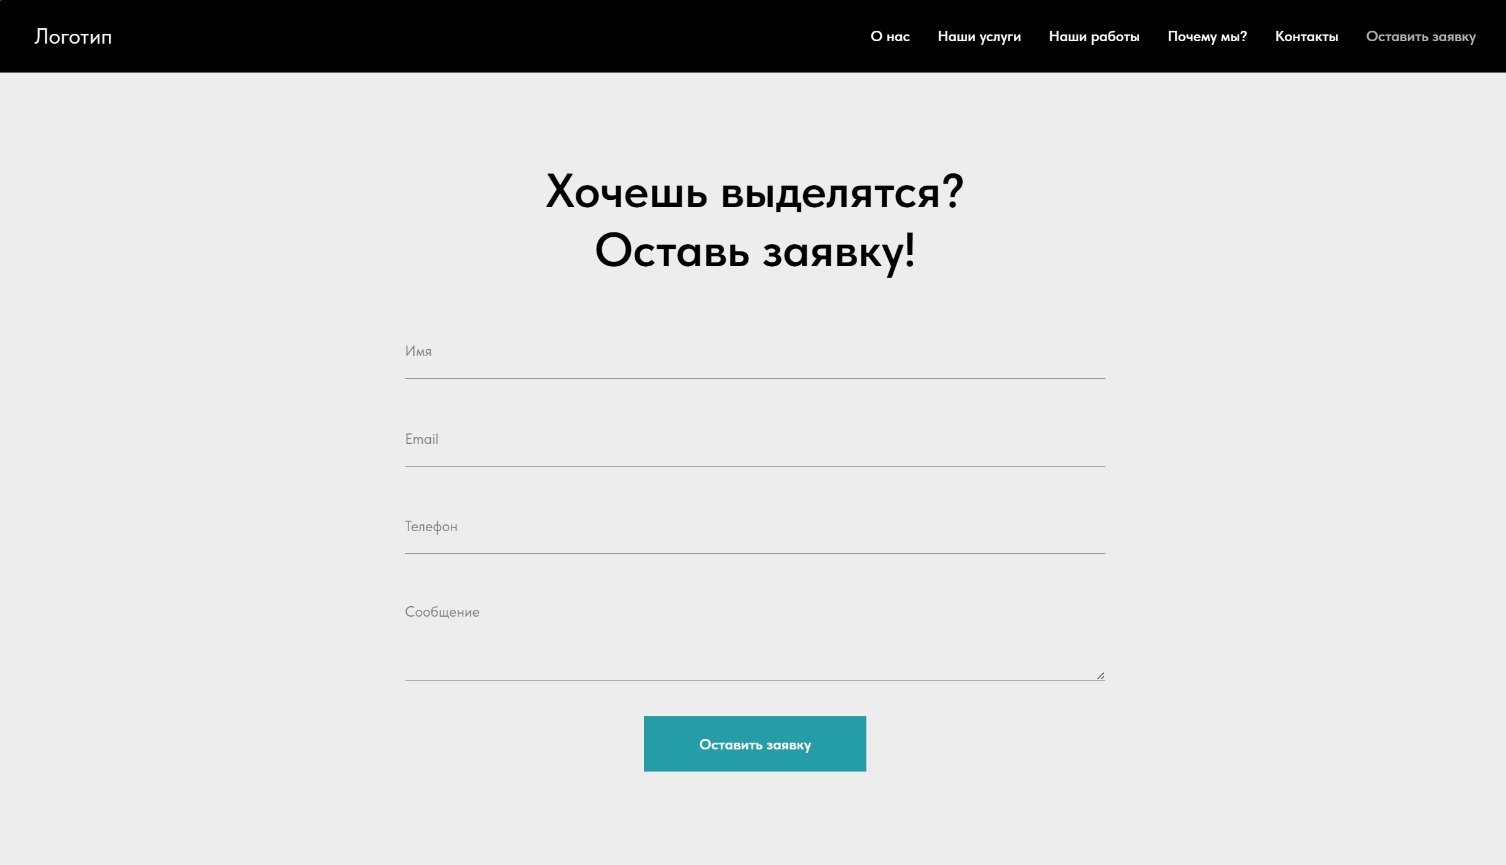 Логотип
О нас Наши услуги Наши работы Почему мы? Контакты Оставить заявку
Хочешь выделятся?
Оставь заявку!
Имя
Email
Телефон
Сообщение
Оставить заявку